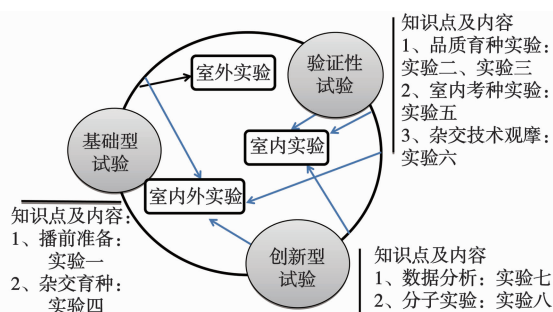 知识点及内容
1、品质育种实验：
实验二、实验三
2、室内考种实验：
实验五
3、杂交技术观摩：
实验六
验证性
试验
室外实验
基础型
试验
室内实验
室内外实验
知识点及内容：
1、播前准备：
实验一
2、杂交育种：
实验四
创新型
试验
知识点及内容
1、数据分析：实验七
2、分子实验：实验八